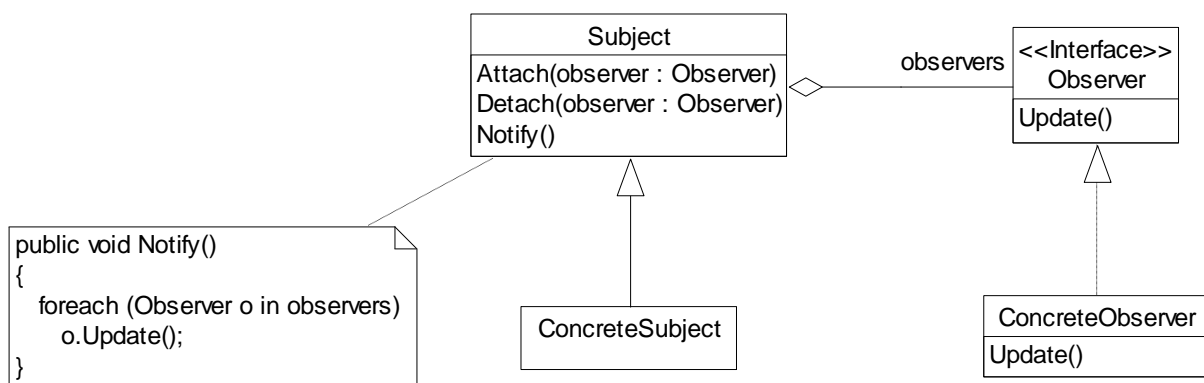 Subject
Attach(observer : Observer)
Detach(observer : Observer)
Notify()
observers
<<Interface>>
Observer
Update()
public void Notify()
{
foreach (Observer o in observers)
o.Update();
}
ConcreteSubject
ConcreteObserver
Update()